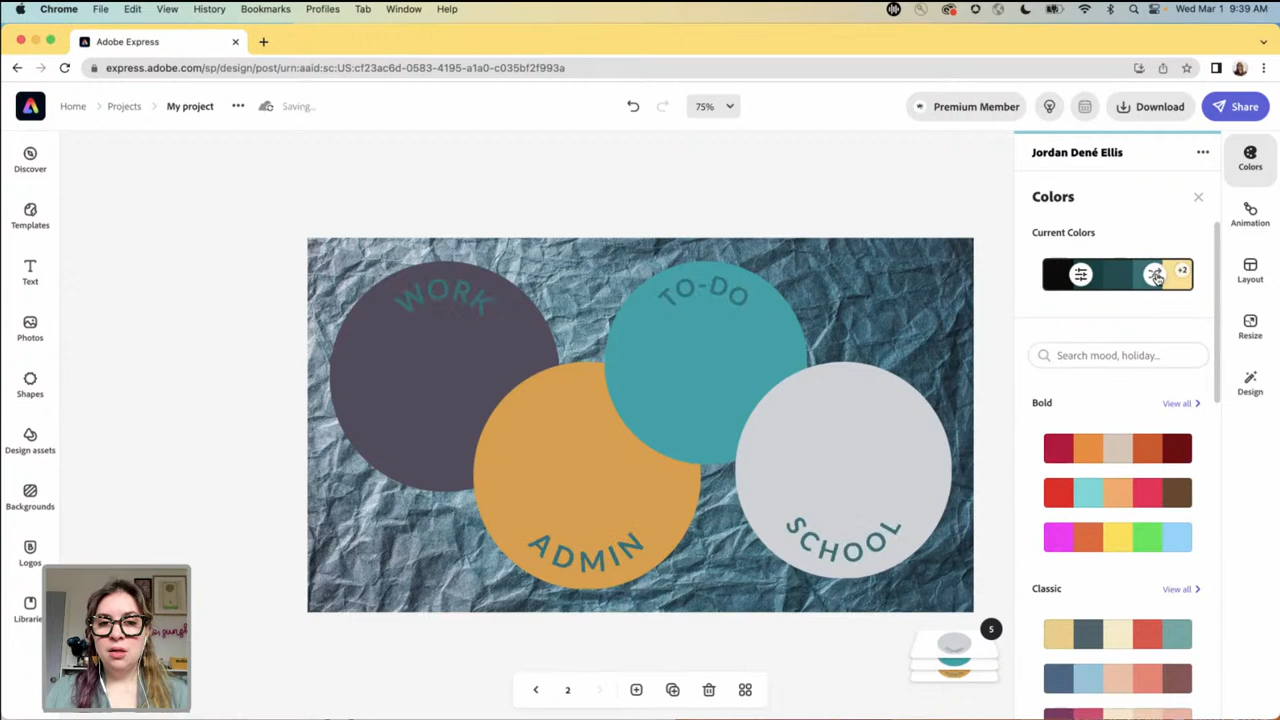 Chrome File Edit View History Bookmarks Profiles Tab Window Help
Wed Mar 1 9:39 AM
Adobe Express
express.adobe.com/sp/design/post/urn:aaid:sc:US:cf23ac6d-0583-4195-a1a0-c035bf2f993a
Home Projects My project Saving...
75%
Premium Member
Download
Share
Discover
Templates
Text
Photos
Shapes
Design assets
Backgrounds
Logos
WORK
TO-DO
ADMIN
SCHOOL
5
2
Jordan Dené Ellis
Colors
Current Colors
+2
Search mood, holiday...
Bold View all
Classic View all
Colors
Animation
Layout
Resize
Design